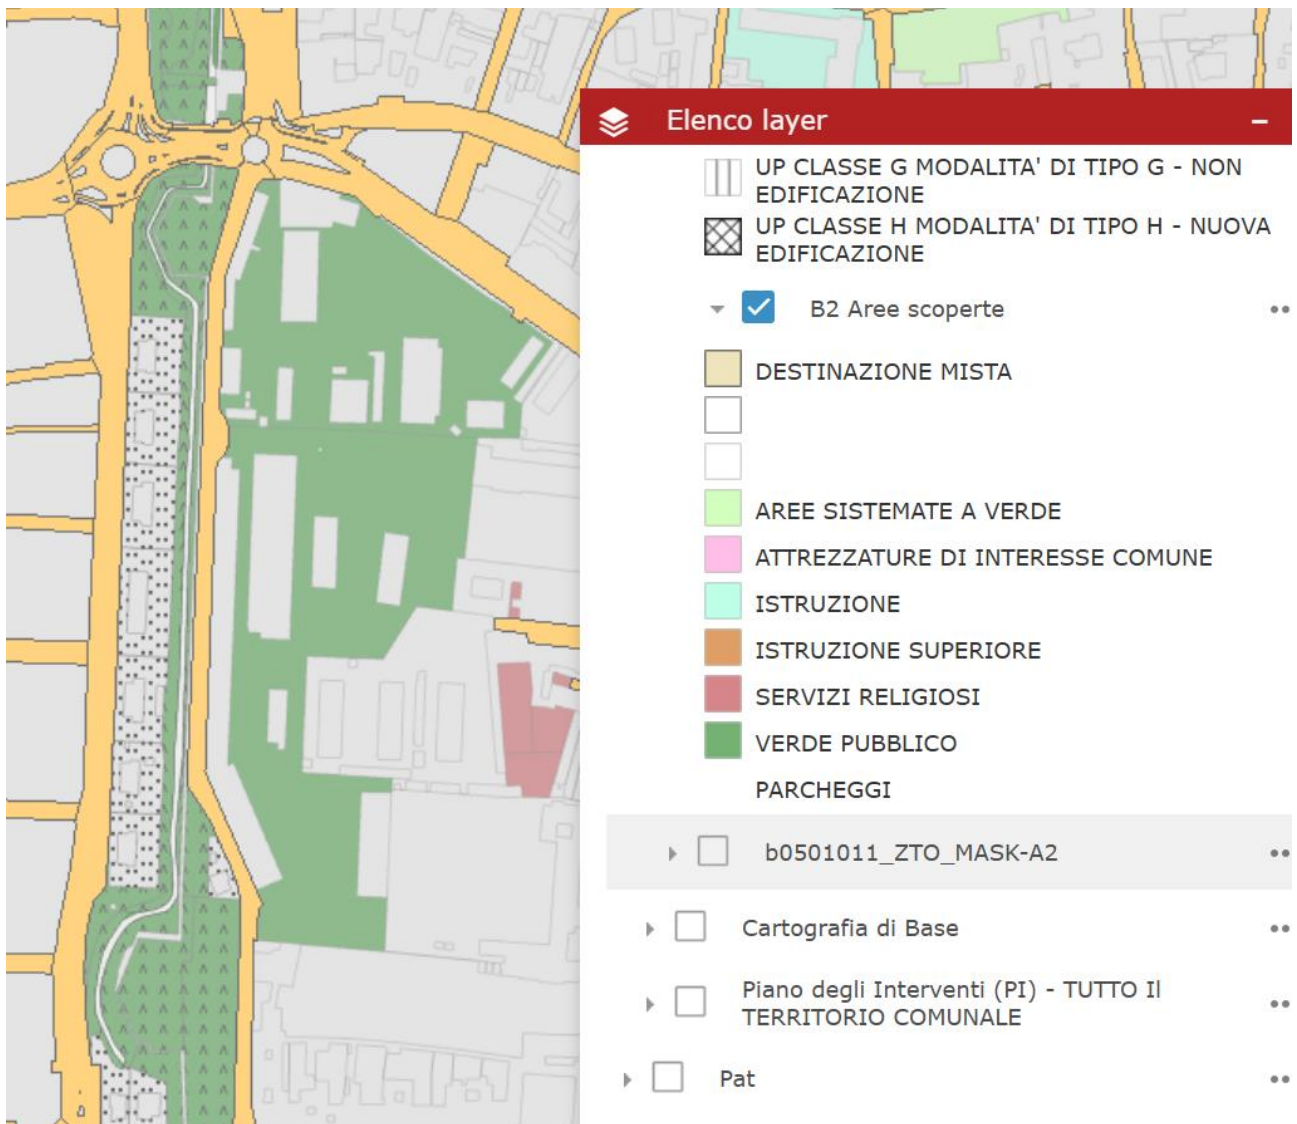 Elenco layer
UP CLASSE G MODALITA' DI TIPO G - NON
EDIFICAZIONE
UP CLASSE H MODALITA' DI TIPO H - NUOVA
EDIFICAZIONE
B2 Aree scoperte
DESTINAZIONE MISTA
AREE SISTEMATE A VERDE
ATTREZZATURE DI INTERESSE COMUNE
ISTRUZIONE
ISTRUZIONE SUPERIORE
SERVIZI RELIGIOSI
VERDE PUBBLICO
PARCHEGGI
b0501011_ZTO_MASK-A2
Cartografia di Base
Piano degli Interventi (PI) - TUTTO Il
TERRITORIO COMUNALE
Pat